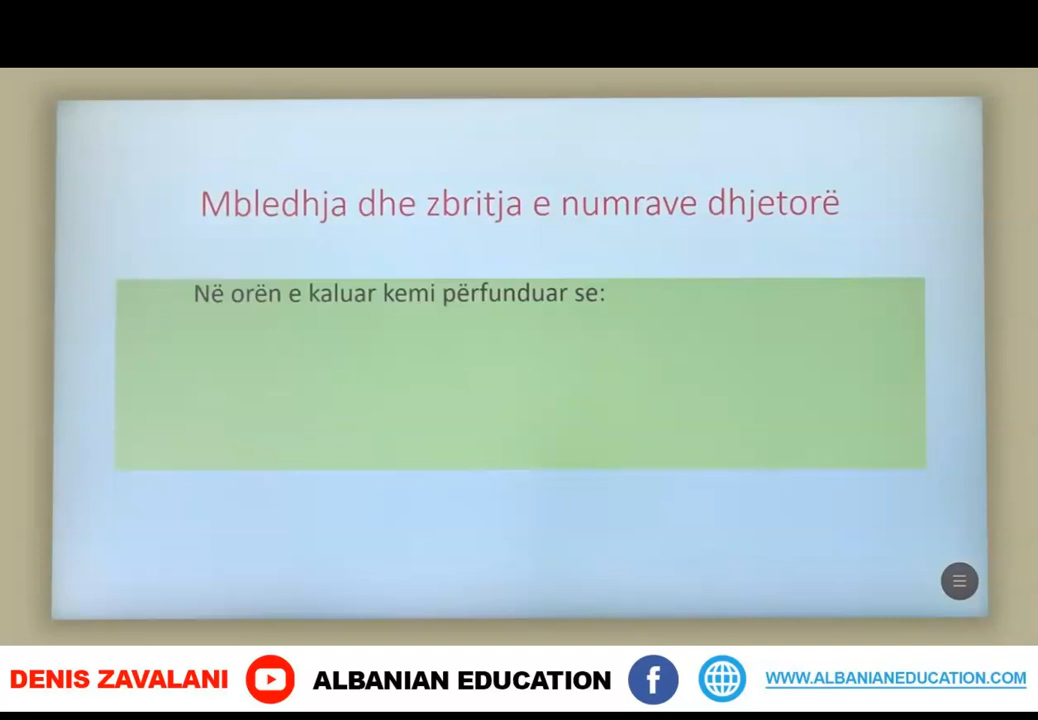 Mbledhja dhe zbritja e numrave dhjetorë
Në orën e kaluar kemi përfunduar se:
DENIS ZAVALANI ALBANIAN EDUCATION WWW.ALBANIANEDUCATION.COM